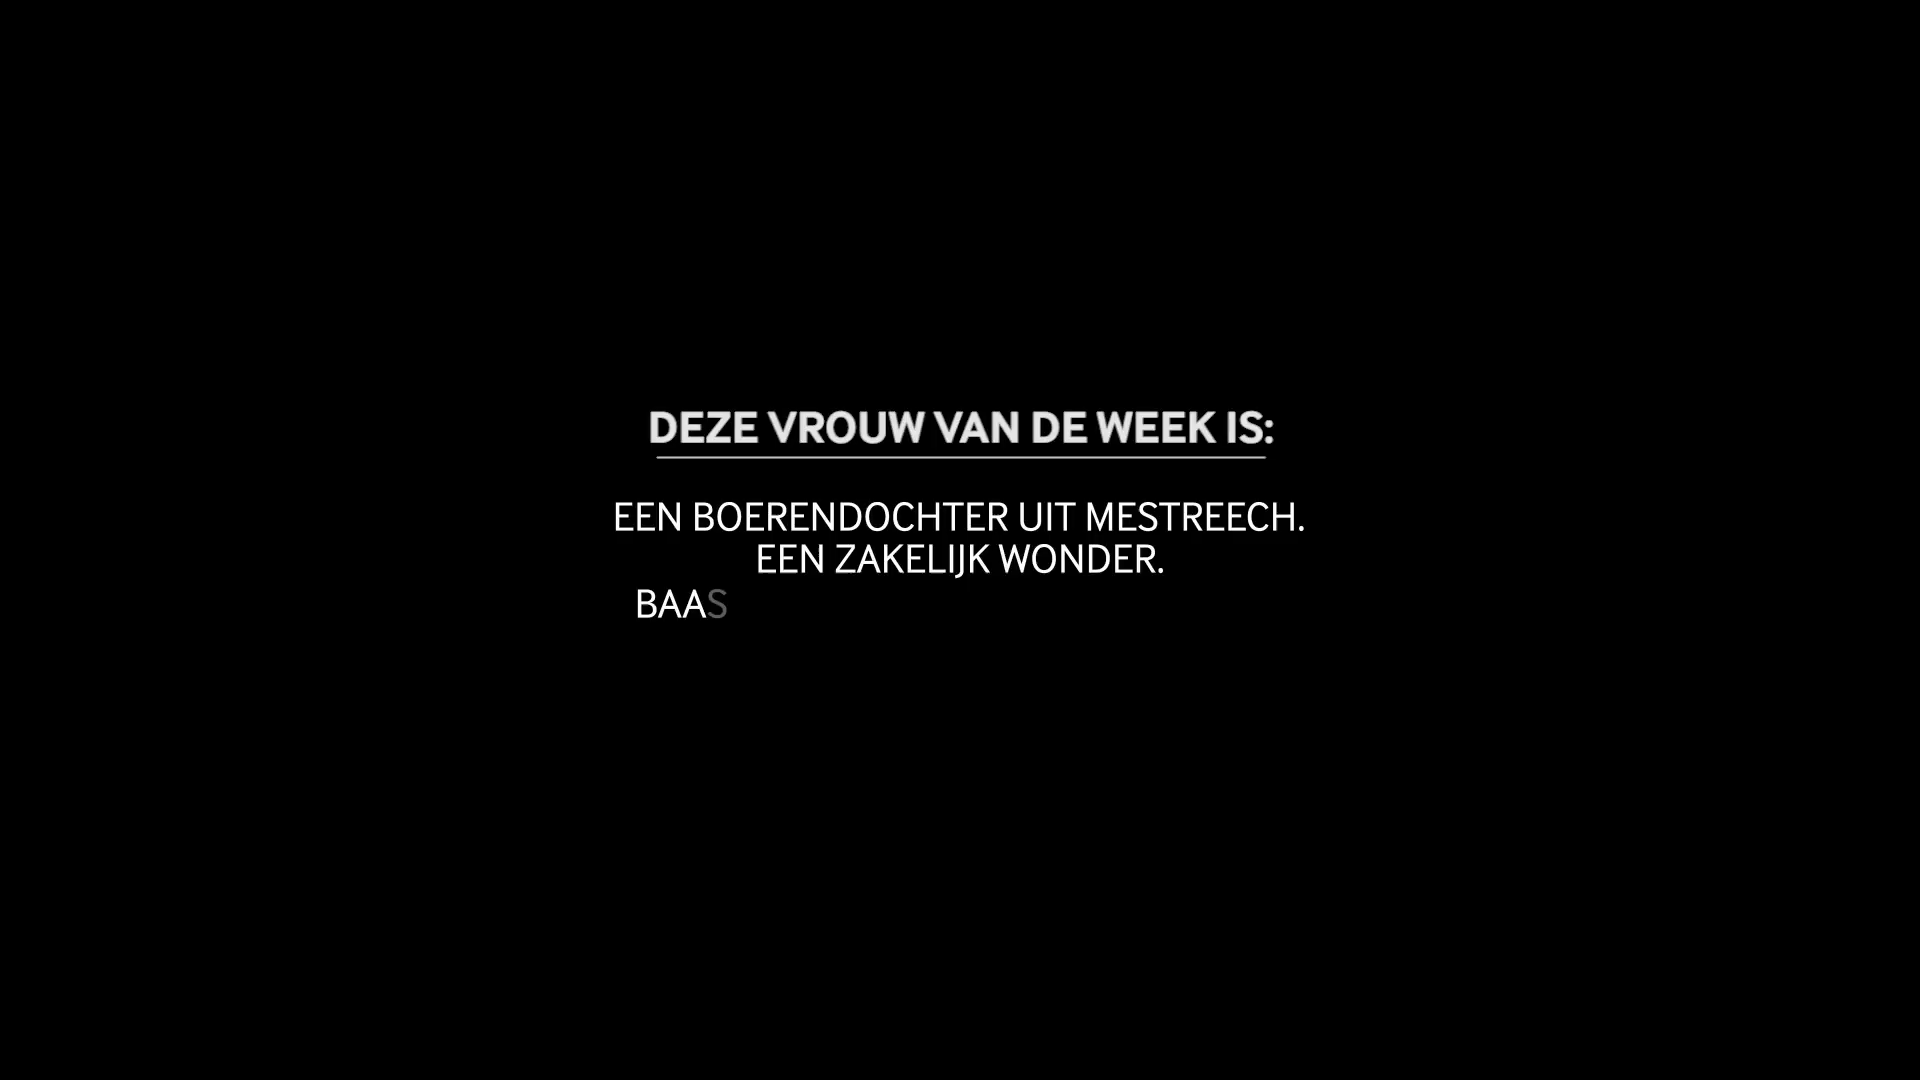 DEZE VROUW VAN DE WEEK IS:
EEN BOERENDOCHTER UIT MESTREECH.
EEN ZAKELIJK WONDER.
BAAS